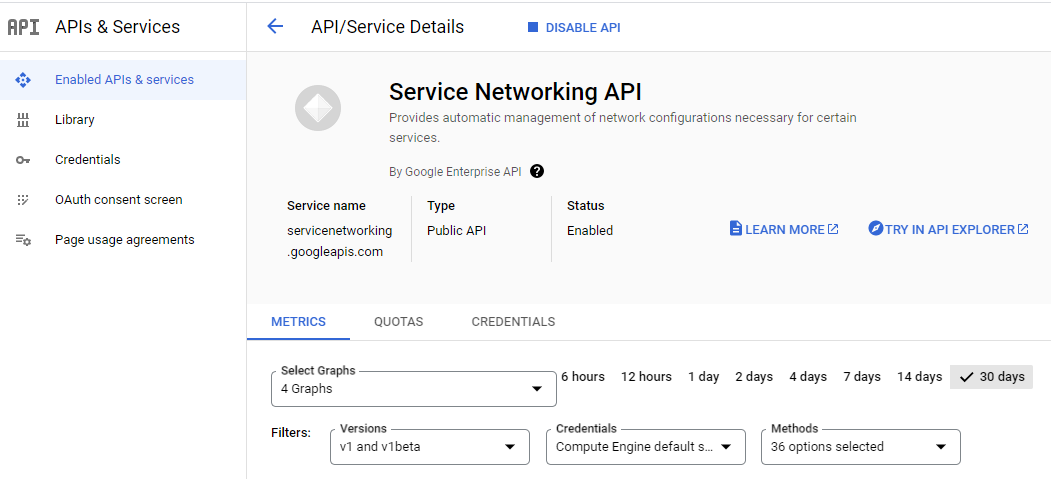 API APIs & Services
API/Service Details
DISABLE API
Enabled APIs & services
Library
Credentials
OAuth consent screen
Page usage agreements
Service Networking API
Provides automatic management of network configurations necessary for certain
services.
By Google Enterprise API ?
Service name
servicenetworking
.googleapis.com
Type
Public API
Status
Enabled
LEARN MORE
TRY IN API EXPLORER
METRICS QUOTAS CREDENTIALS
Select Graphs
4 Graphs
6 hours 12 hours 1 day 2 days 4 days 7 days 14 days 30 days
Filters:
Versions
v1 and v1beta
Credentials
Compute Engine default s...
Methods
36 options selected